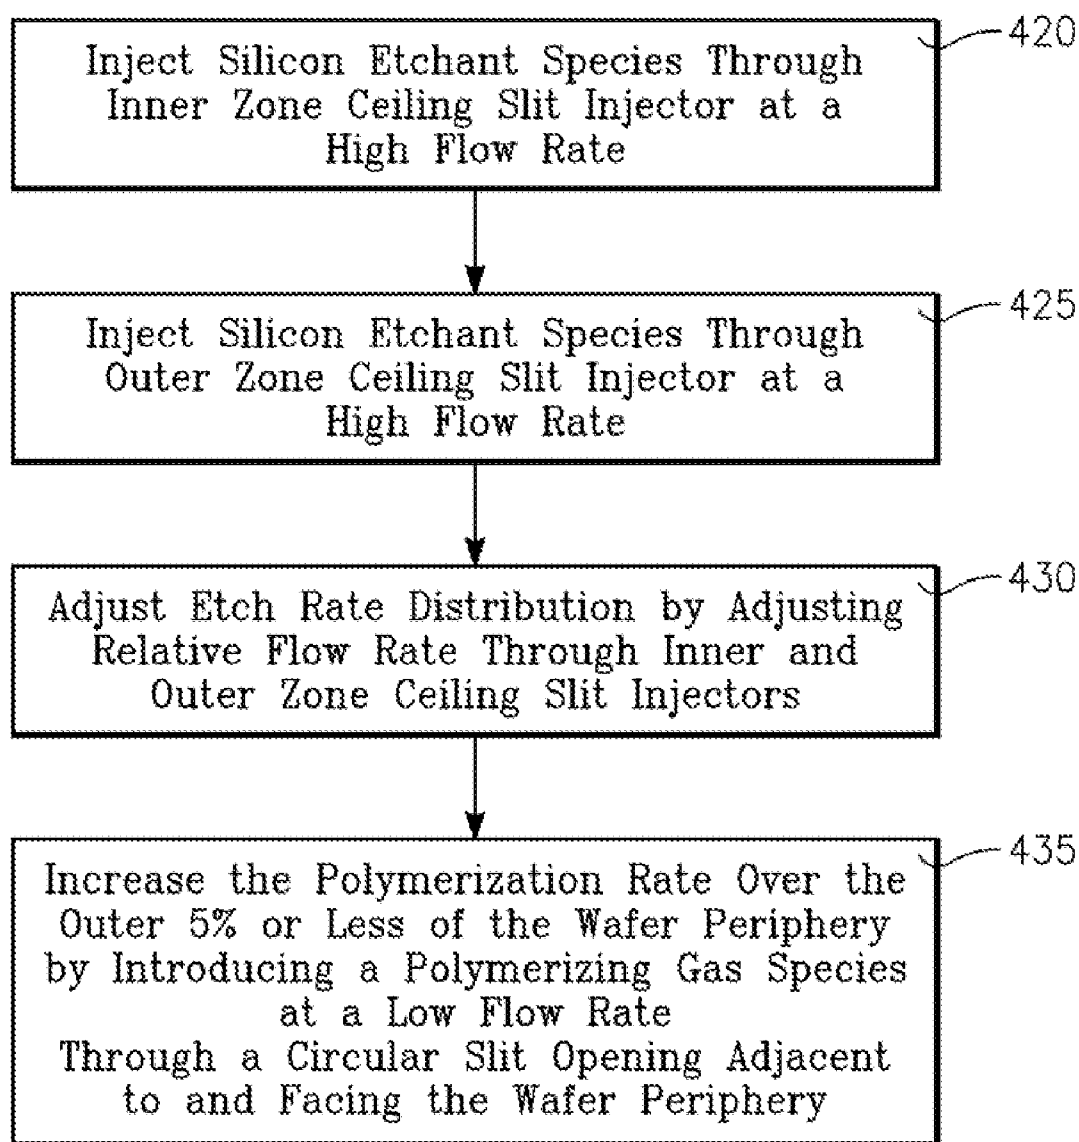 420
Inject Silicon Etchant Species Through
Inner Zone Ceiling Slit Injector at a
High Flow Rate
425
Inject Silicon Etchant Species Through
Outer Zone Ceiling Slit Injector at a
High Flow Rate
430
Adjust Etch Rate Distribution by Adjusting
Relative Flow Rate Through Inner and
Outer Zone Ceiling Slit Injectors
435
Increase the Polymerization Rate Over the
Outer 5% or Less of the Wafer Periphery
by Introducing a Polymerizing Gas Species
at a Low Flow Rate
Through a Circular Slit Opening Adjacent
to and Facing the Wafer Periphery